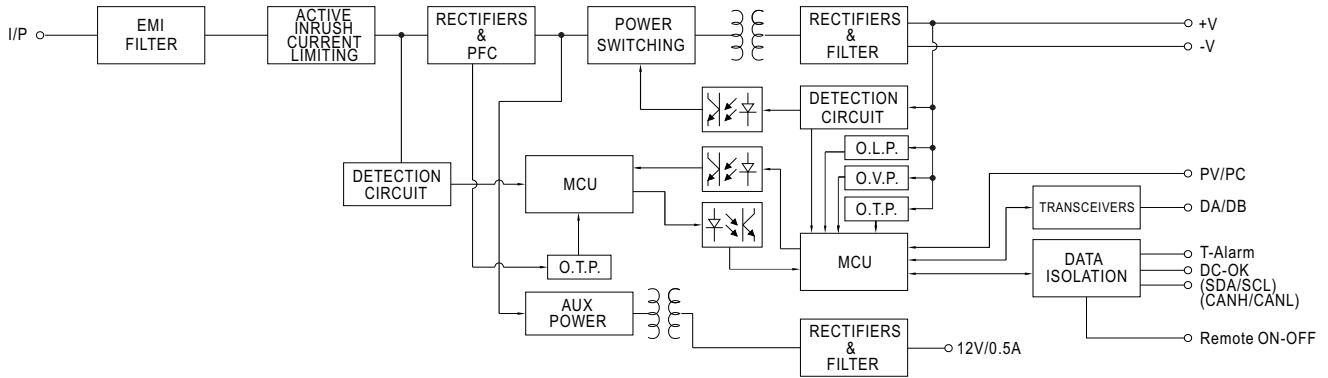 I/P
EMI
FILTER
ACTIVE
INRUSH
CURRENT
LIMITING
RECTIFIERS
&
PFC
POWER
SWITCHING
RECTIFIERS
&
FILTER
+V
-V
DETECTION
CIRCUIT
O.L.P.
O.V.P.
O.T.P.
DETECTION
CIRCUIT
MCU
O.T.P.
MCU
PV/PC
TRANSCEIVERS
DA/DB
DATA
ISOLATION
T-Alarm
DC-OK
(SDA/SCL)
(CANH/CANL)
Remote ON-OFF
AUX
POWER
RECTIFIERS
&
FILTER
12V/0.5A